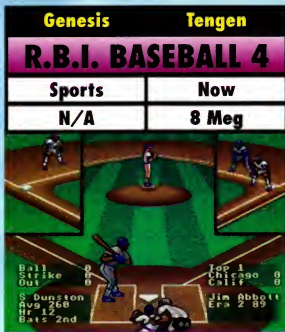 Genesis Tengen
R.B.I. BASEBALL 4
Sports Now
N/A 8 Meg
Ball 0 Top 1
Strike 0 Chicago 0
Out 0 Calif 0
S Dunston Jim Abbott
Avg 260 Era 2 89
Hr 12
Bats 2nd